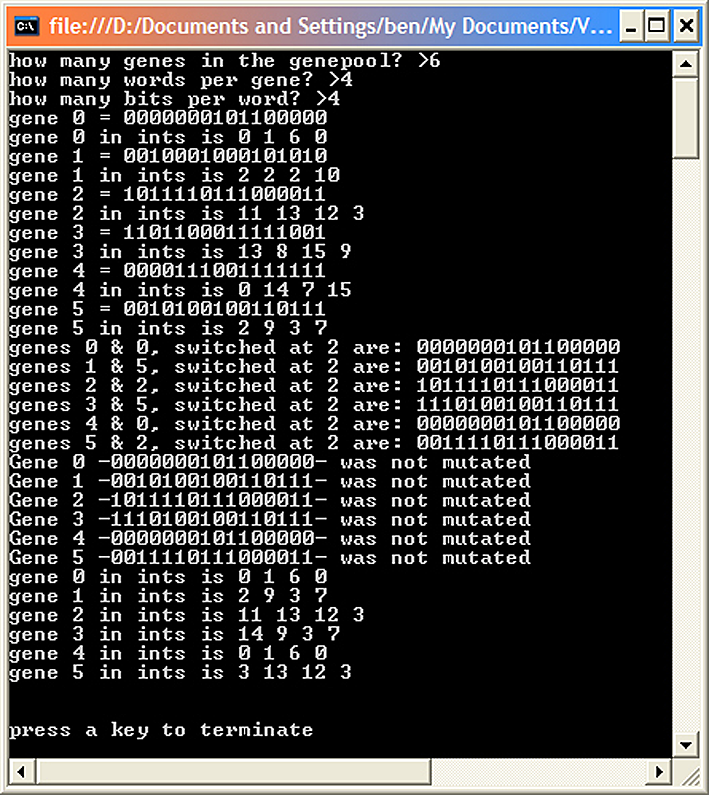 file:///D:/Documents and Settings/ben/My Documents/V...
how many genes in the genepool? >6
how many words per gene? >4
how many bits per word? >4
gene 0 = 0000000101100000
gene 0 in ints is 0 1 6 0
gene 1 = 0010001000101010
gene 1 in ints is 2 2 2 10
gene 2 = 1011110111000011
gene 2 in ints is 11 13 12 3
gene 3 = 1101100011111001
gene 3 in ints is 13 8 15 9
gene 4 = 0000111001111111
gene 4 in ints is 0 14 7 15
gene 5 = 0010100100110111
gene 5 in ints is 2 9 3 7
genes 0 & 0, switched at 2 are: 0000000101100000
genes 1 & 5, switched at 2 are: 0010100100110111
genes 2 & 2, switched at 2 are: 1011110111000011
genes 3 & 5, switched at 2 are: 1110100100110111
genes 4 & 0, switched at 2 are: 0000000101100000
genes 5 & 2, switched at 2 are: 0011110111000011
Gene 0 -0000000101100000- was not mutated
Gene 1 -0010100100110111- was not mutated
Gene 2 -1011110111000011- was not mutated
Gene 3 -1110100100110111- was not mutated
Gene 4 -0000000101100000- was not mutated
Gene 5 -0011110111000011- was not mutated
gene 0 in ints is 0 1 6 0
gene 1 in ints is 2 9 3 7
gene 2 in ints is 11 13 12 3
gene 3 in ints is 14 9 3 7
gene 4 in ints is 0 1 6 0
gene 5 in ints is 3 13 12 3
press a key to terminate